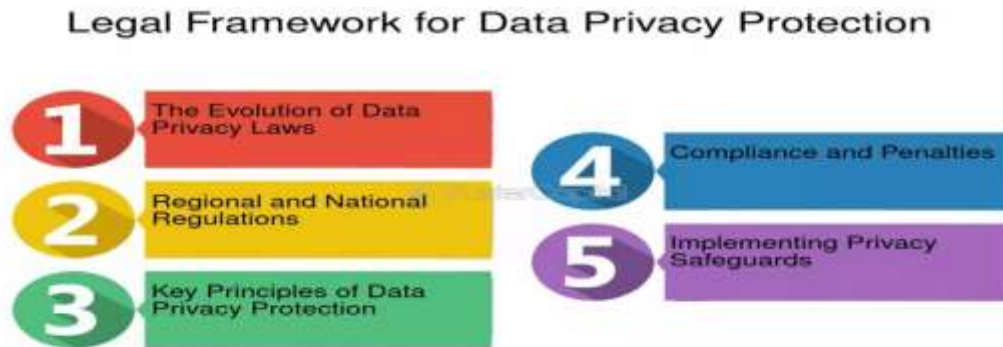 Legal Framework for Data Privacy Protection
1
The Evolution of Data
Privacy Laws
2
Regional and National
Regulations
3
Key Principles of Data
Privacy Protection
4
Compliance and Penalties
5
Implementing Privacy
Safeguards